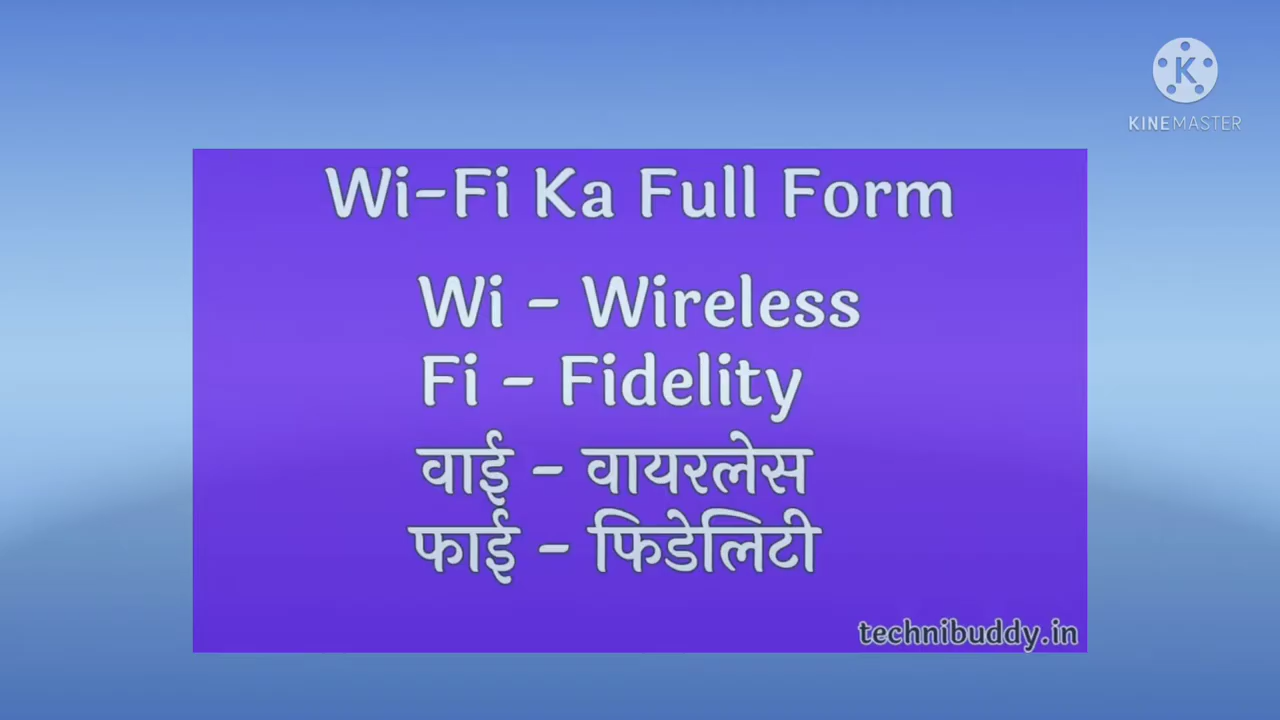 KINEMASTER
Wi-Fi Ka Full Form
Wi - Wireless
Fi - Fidelity
वाई - वायरलेस
फाई - फिडेलिटी
technibuddy.in